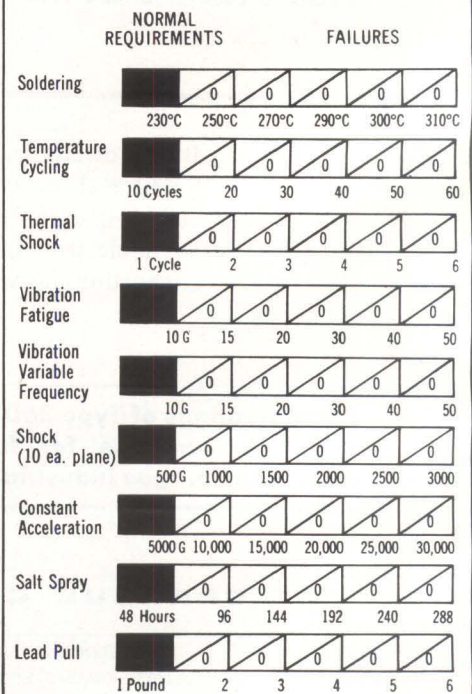 NORMAL
REQUIREMENTS FAILURES
Soldering
0 0 0 0 0
230°C 250°C 270°C 290°C 300°C 310°C
Temperature
Cycling
0 0 0 0 0
10 Cycles 20 30 40 50 60
Thermal
Shock
0 0 0 0 0
1 Cycle 2 3 4 5 6
Vibration
Fatigue
0 0 0 0 0
10 G 15 20 30 40 50
Vibration
Variable
Frequency
0 0 0 0 0
10 G 15 20 30 40 50
Shock
(10 ea. plane)
0 0 0 0 0
500 G 1000 1500 2000 2500 3000
Constant
Acceleration
0 0 0 0 0
5000 G 10,000 15,000 20,000 25,000 30,000
Salt Spray
0 0 0 0 0
48 Hours 96 144 192 240 288
Lead Pull
0 0 0 0 0
1 Pound 2 3 4 5 6